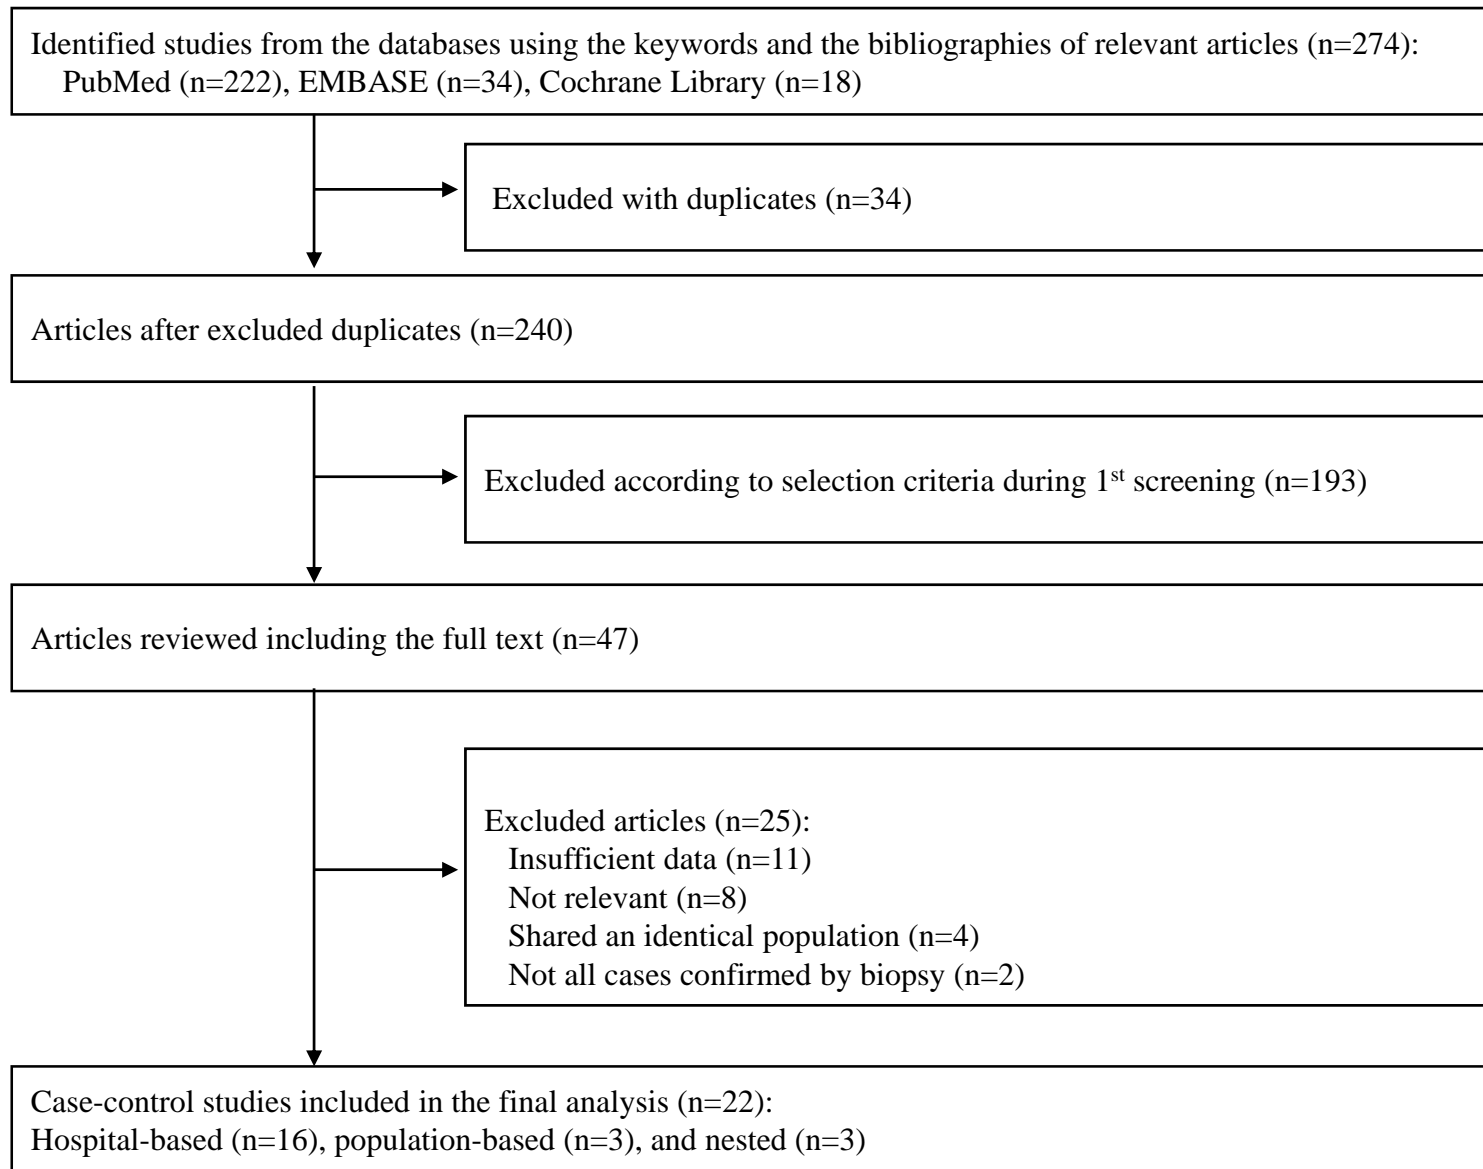 Identified studies from the databases using the keywords and the bibliographies of relevant articles (n=274):
PubMed (n=222), EMBASE (n=34), Cochrane Library (n=18)
Excluded with duplicates (n=34)
Articles after excluded duplicates (n=240)
Excluded according to selection criteria during 1st screening (n=193)
Articles reviewed including the full text (n=47)
Excluded articles (n=25):
Insufficient data (n=11)
Not relevant (n=8)
Shared an identical population (n=4)
Not all cases confirmed by biopsy (n=2)
Case-control studies included in the final analysis (n=22):
Hospital-based (n=16), population-based (n=3), and nested (n=3)